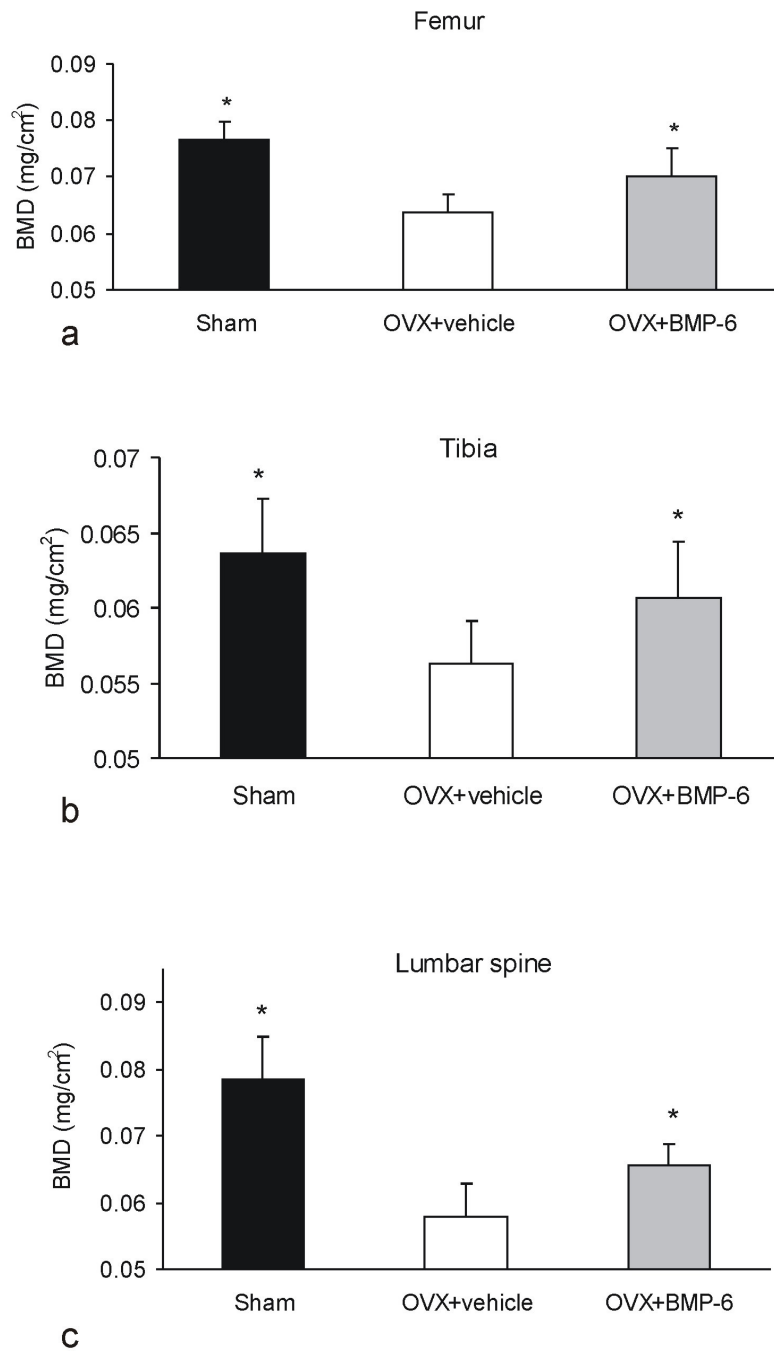 Femur
0.09
0.08
0.07
0.06
0.05
BMD (mg/cm²)
*
*
Sham OVX+vehicle OVX+BMP-6
a
Tibia
0.07
0.065
0.06
0.055
0.05
BMD (mg/cm²)
*
*
Sham OVX+vehicle OVX+BMP-6
b
Lumbar spine
0.09
0.08
0.07
0.06
0.05
BMD (mg/cm²)
*
*
Sham OVX+vehicle OVX+BMP-6
c